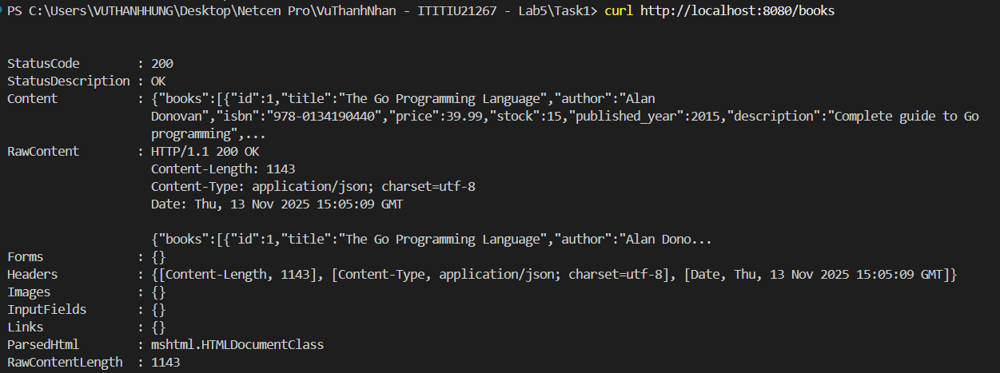 PS C:\Users\VUTHANHHUNG\Desktop\Netcen Pro\VuThanhNhan - ITITIU21267 - Lab5\Task1> curl http://localhost:8080/books
StatusCode        : 200
StatusDescription : OK
Content           : {"books":[{"id":1,"title":"The Go Programming Language","author":"Alan
                    Donovan","isbn":"978-0134190440","price":39.99,"stock":15,"published_year":2015,"description":"Complete guide to Go
                    programming",...
RawContent        : HTTP/1.1 200 OK
                    Content-Length: 1143
                    Content-Type: application/json; charset=utf-8
                    Date: Thu, 13 Nov 2025 15:05:09 GMT
                    {"books":[{"id":1,"title":"The Go Programming Language","author":"Alan Dono...
Forms             : {}
Headers           : {[Content-Length, 1143], [Content-Type, application/json; charset=utf-8], [Date, Thu, 13 Nov 2025 15:05:09 GMT]}
Images            : {}
InputFields       : {}
Links             : {}
ParsedHtml        : mshtml.HTMLDocumentClass
RawContentLength  : 1143